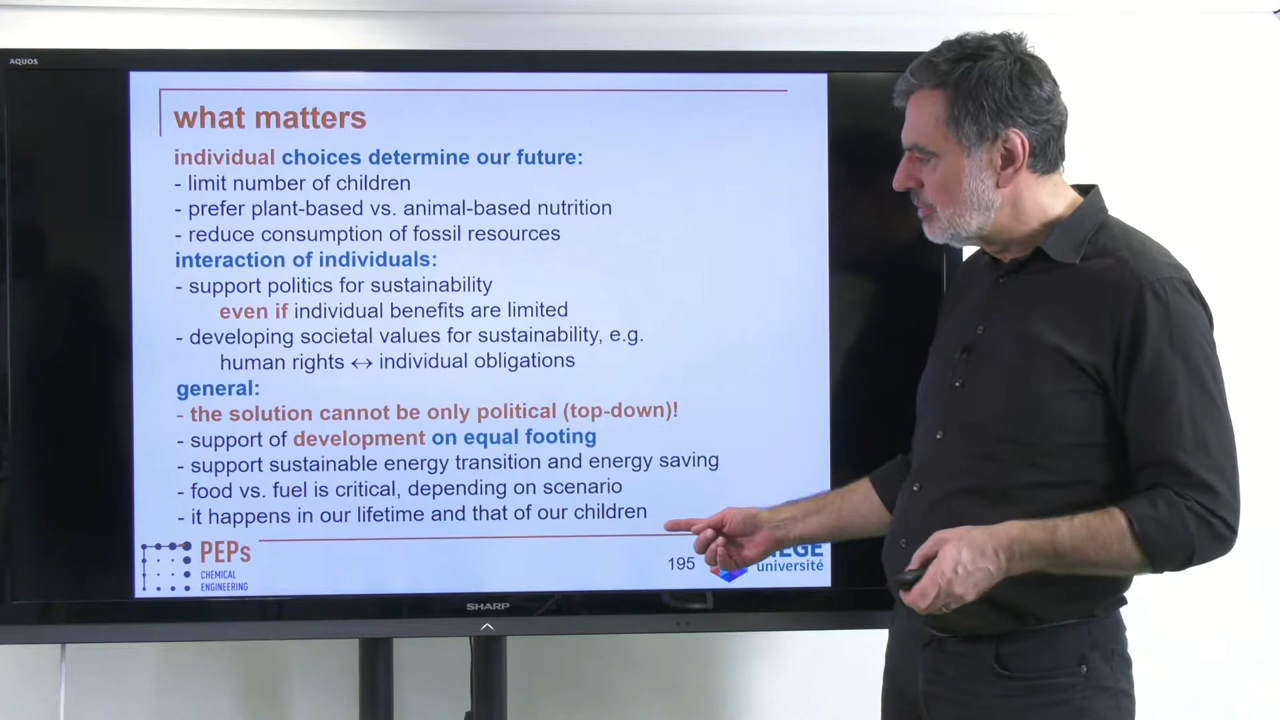 AQUOS
what matters
individual choices determine our future:
- limit number of children
- prefer plant-based vs. animal-based nutrition
- reduce consumption of fossil resources
interaction of individuals:
- support politics for sustainability
even if individual benefits are limited
- developing societal values for sustainability, e.g.
human rights ↔ individual obligations
general:
- the solution cannot be only political (top-down)!
- support of development on equal footing
- support sustainable energy transition and energy saving
- food vs. fuel is critical, depending on scenario
- it happens in our lifetime and that of our children
PEPs
CHEMICAL
ENGINEERING
195
université
SHARP